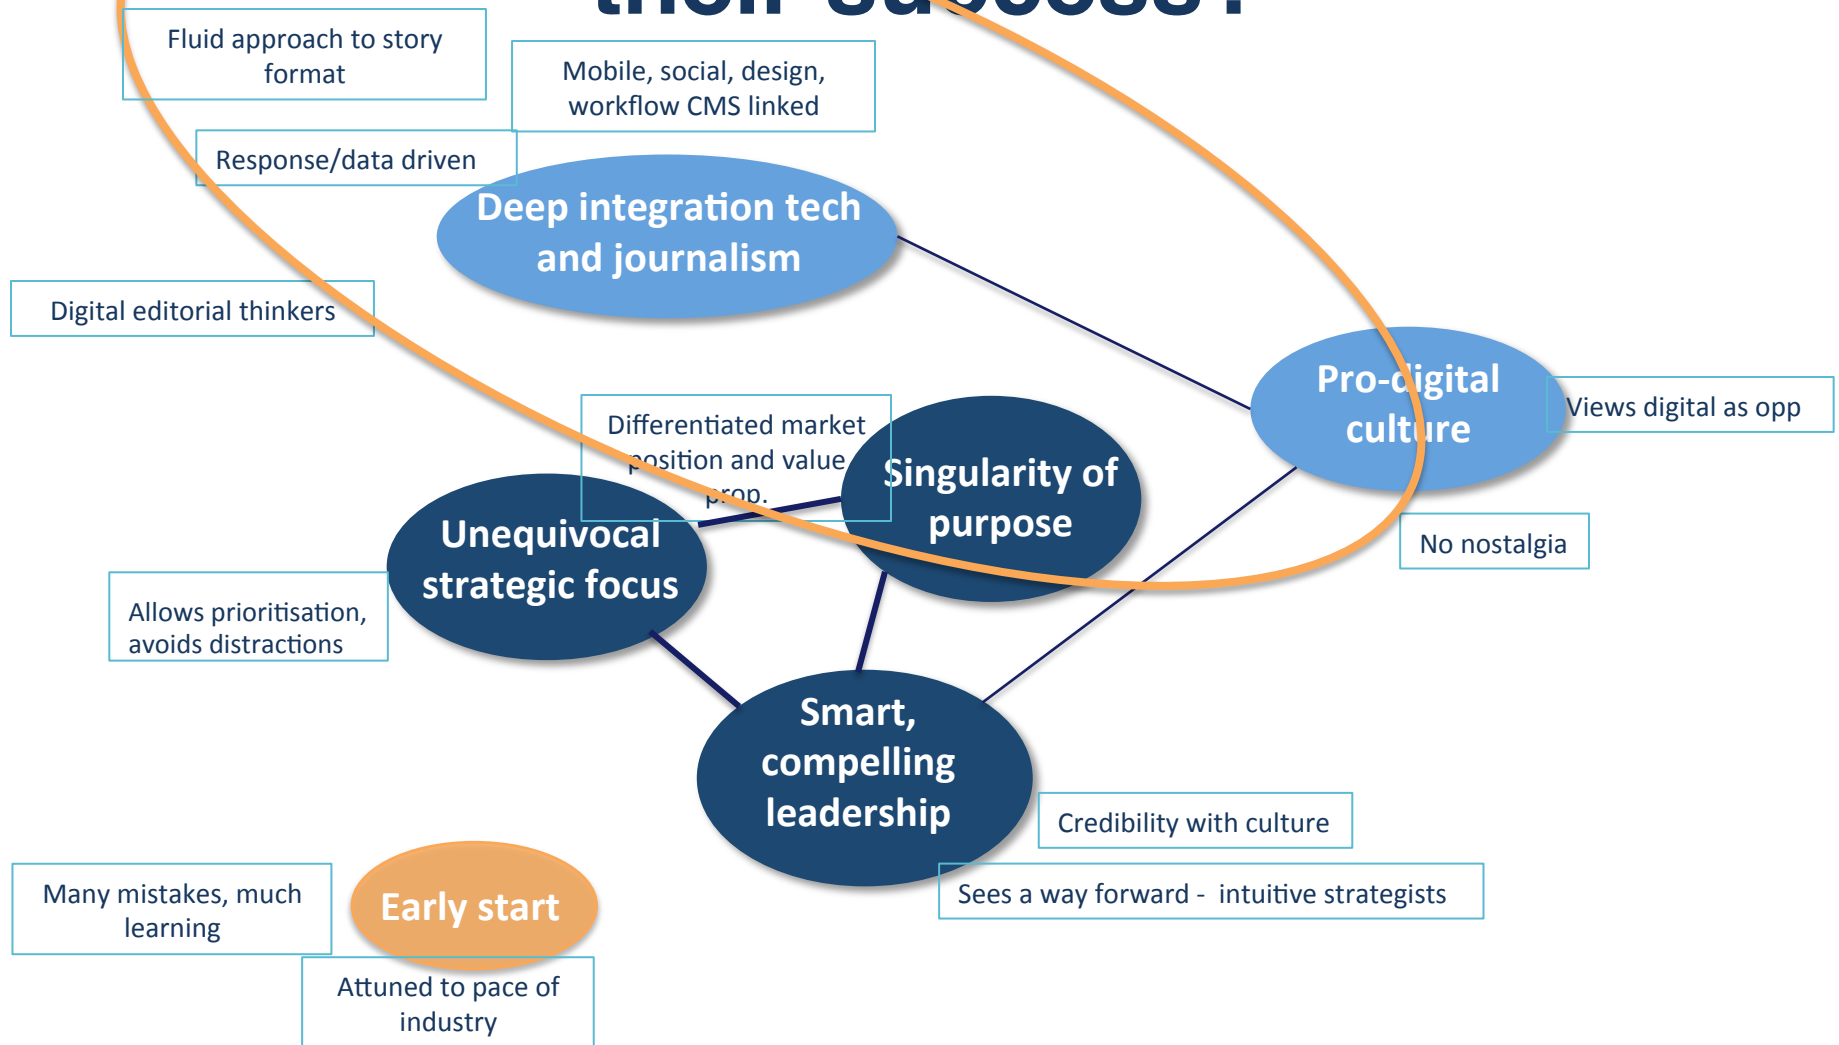 their success?
Fluid approach to story
format
Mobile, social, design,
workflow CMS linked
Response/data driven
Deep integration tech
and journalism
Digital editorial thinkers
Pro-digital
culture
Views digital as opp
Differentiated market
position and value
prop.
Singularity of
purpose
Unequivocal
strategic focus
No nostalgia
Allows prioritisation,
avoids distractions
Smart,
compelling
leadership
Credibility with culture
Sees a way forward - intuitive strategists
Many mistakes, much
learning
Early start
Attuned to pace of
industry